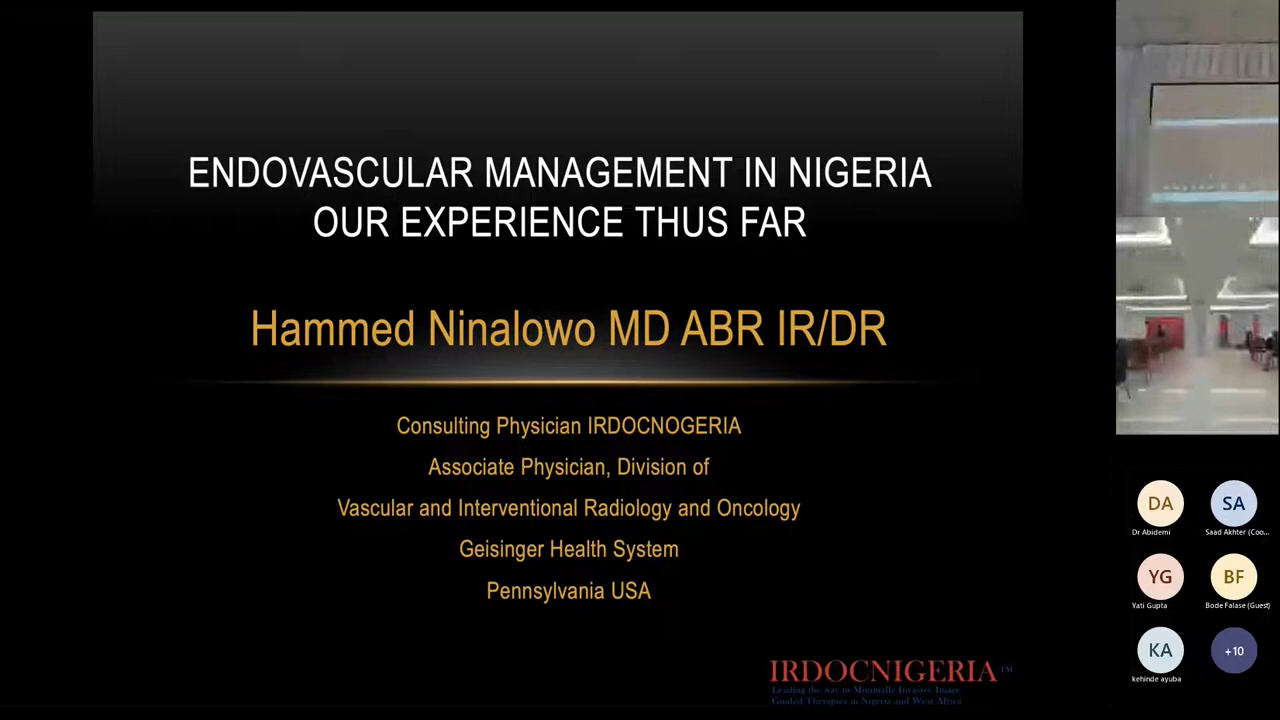 ENDOVASCULAR MANAGEMENT IN NIGERIA
OUR EXPERIENCE THUS FAR
Hammed Ninalowo MD ABR IR/DR
Consulting Physician IRDOCNOGERIA
Associate Physician, Division of
Vascular and Interventional Radiology and Oncology
Geisinger Health System
Pennsylvania USA
IRDOCNIGERIA™
Leading the way to Minimally Invasive Image
Guided Therapies in Nigeria and West Africa
DA
SA
Dr Abidemi
Saad Akhter (Coo...
YG
BF
Yati Gupta
Bode Falase (Guest)
KA
+10
kehinde ayuba